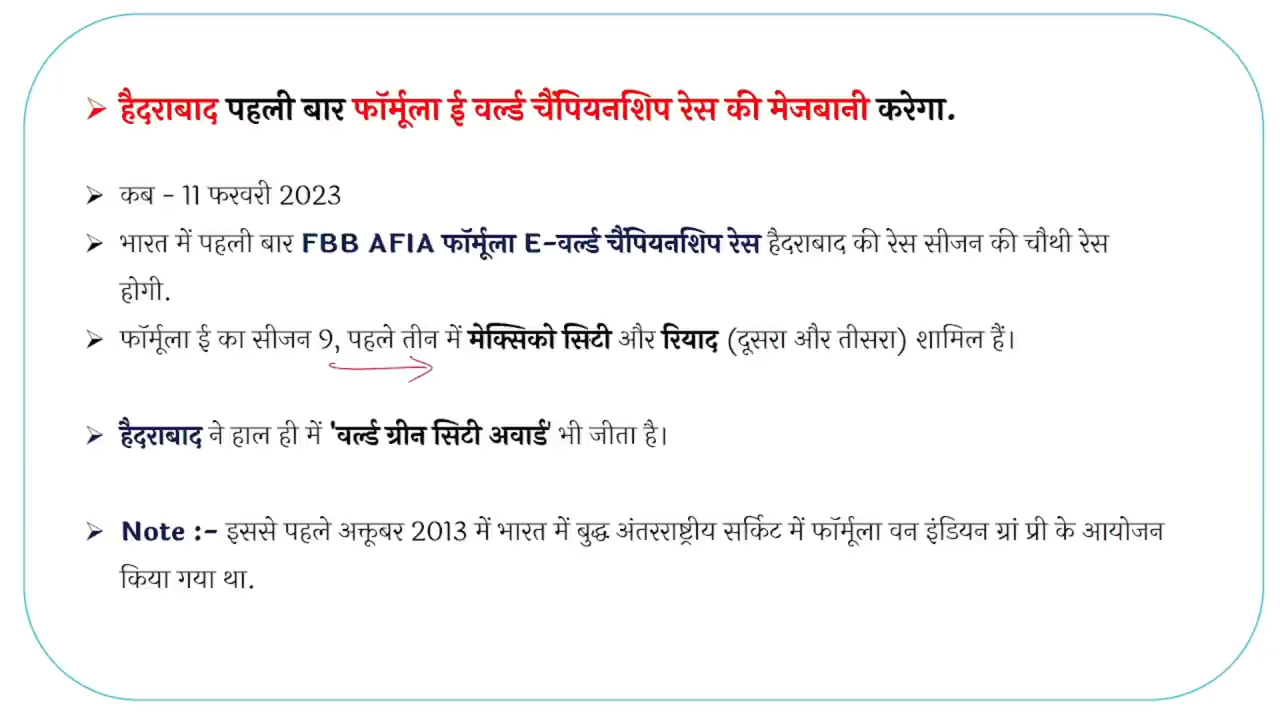 ➢ हैदराबाद पहली बार फॉर्मूला ई वर्ल्ड चैंपियनशिप रेस की मेजबानी करेगा.
➢ कब - 11 फरवरी 2023
➢ भारत में पहली बार FBB AFIA फॉर्मूला E-वर्ल्ड चैंपियनशिप रेस हैदराबाद की रेस सीजन की चौथी रेस
होगी.
➢ फॉर्मूला ई का सीजन 9, पहले तीन में मेक्सिको सिटी और रियाद (दूसरा और तीसरा) शामिल हैं।
➢ हैदराबाद ने हाल ही में 'वर्ल्ड ग्रीन सिटी अवार्ड' भी जीता है।
➢ Note :- इससे पहले अक्तूबर 2013 में भारत में बुद्ध अंतरराष्ट्रीय सर्किट में फॉर्मूला वन इंडियन ग्रां प्री के आयोजन
किया गया था.